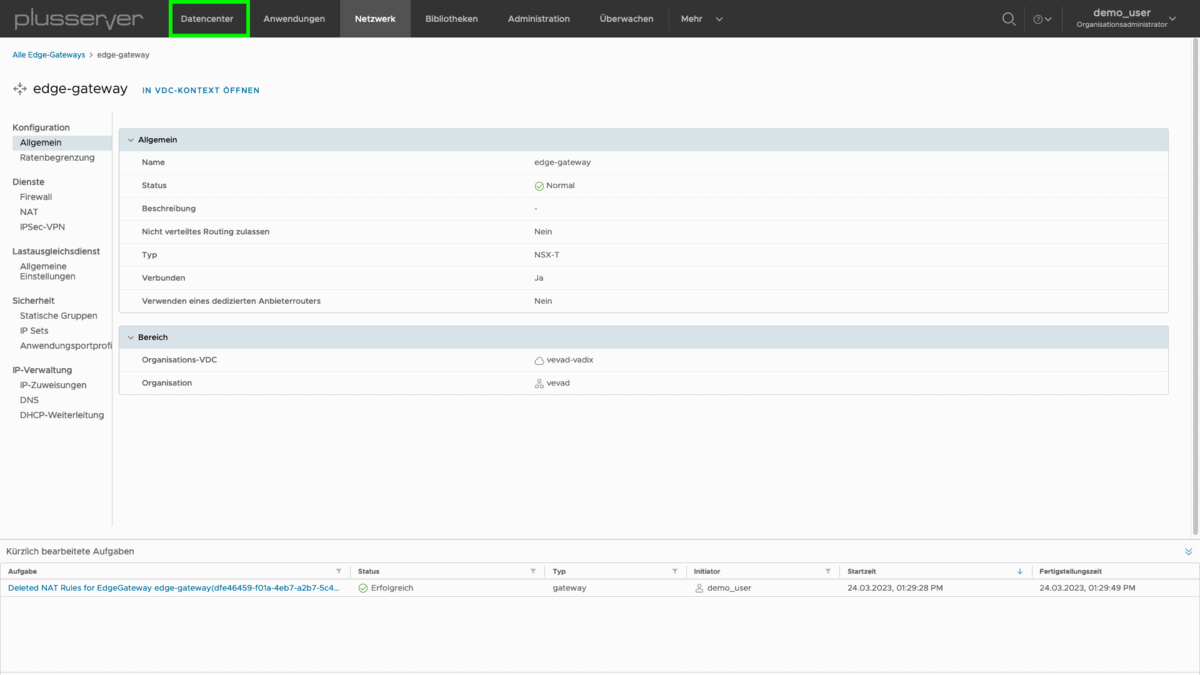 plusserver Datencenter Anwendungen Netzwerk Bibliotheken Administration Überwachen Mehr demo_user
Organisationsadministrator
Alle Edge-Gateways > edge-gateway
edge-gateway IN VDC-KONTEXT ÖFFNEN
Konfiguration
Allgemein
Ratenbegrenzung
Dienste
Firewall
NAT
IPSec-VPN
Lastausgleichsdienst
Allgemeine
Einstellungen
Sicherheit
Statische Gruppen
IP Sets
Anwendungsportprofi
IP-Verwaltung
IP-Zuweisungen
DNS
DHCP-Weiterleitung
Allgemein
Name edge-gateway
Status Normal
Beschreibung -
Nicht verteiltes Routing zulassen Nein
Typ NSX-T
Verbunden Ja
Verwenden eines dedizierten Anbieterrouters Nein
Bereich
Organisations-VDC vevad-vadix
Organisation vevad
Kürzlich bearbeitete Aufgaben
Aufgabe Status Typ Initiator Startzeit Fertigstellungszeit
Deleted NAT Rules for EdgeGateway edge-gateway(dfe46459-f01a-4eb7-a2b7-5c4... Erfolgreich gateway demo_user 24.03.2023, 01:29:28 PM 24.03.2023, 01:29:49 PM